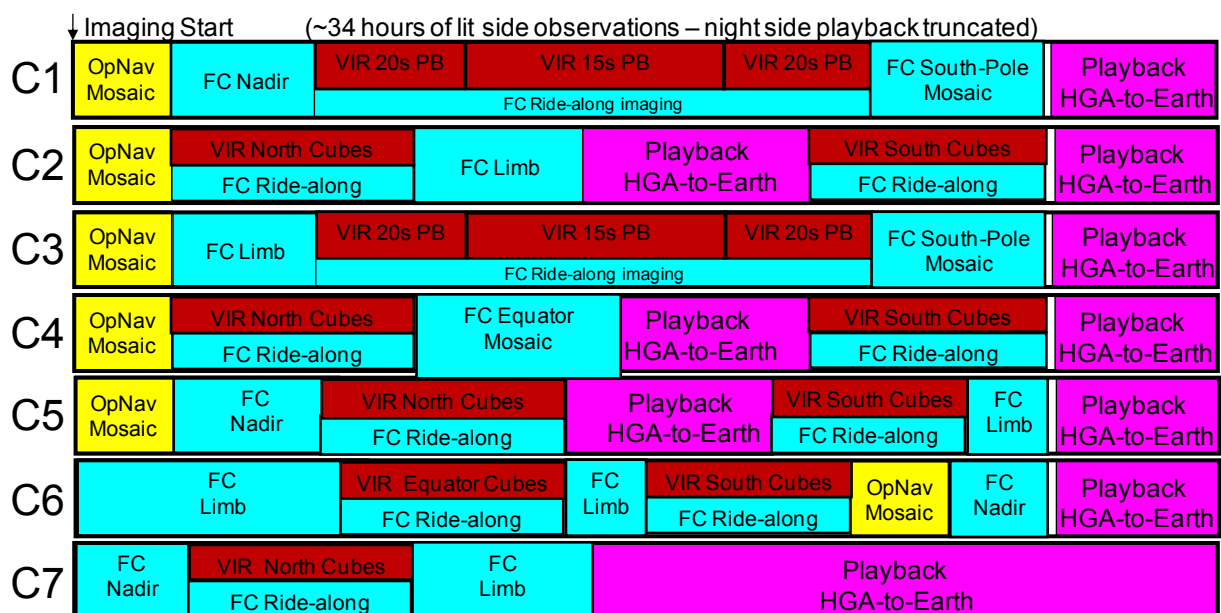 Imaging Start (~34 hours of lit side observations – night side playback truncated)
C1
OpNav
Mosaic
FC Nadir
VIR 20s PB
VIR 15s PB
VIR 20s PB
FC Ride-along imaging
FC South-Pole
Mosaic
Playback
HGA-to-Earth
C2
OpNav
Mosaic
VIR North Cubes
FC Ride-along
FC Limb
Playback
HGA-to-Earth
VIR South Cubes
FC Ride-along
Playback
HGA-to-Earth
C3
OpNav
Mosaic
FC Limb
VIR 20s PB
VIR 15s PB
VIR 20s PB
FC Ride-along imaging
FC South-Pole
Mosaic
Playback
HGA-to-Earth
C4
OpNav
Mosaic
VIR North Cubes
FC Ride-along
FC Equator
Mosaic
Playback
HGA-to-Earth
VIR South Cubes
FC Ride-along
Playback
HGA-to-Earth
C5
OpNav
Mosaic
FC
Nadir
VIR North Cubes
FC Ride-along
Playback
HGA-to-Earth
VIR South Cubes
FC Ride-along
FC
Limb
Playback
HGA-to-Earth
C6
FC
Limb
VIR Equator Cubes
FC Ride-along
FC
Limb
VIR South Cubes
FC Ride-along
OpNav
Mosaic
FC
Nadir
Playback
HGA-to-Earth
C7
FC
Nadir
VIR North Cubes
FC Ride-along
FC
Limb
Playback
HGA-to-Earth